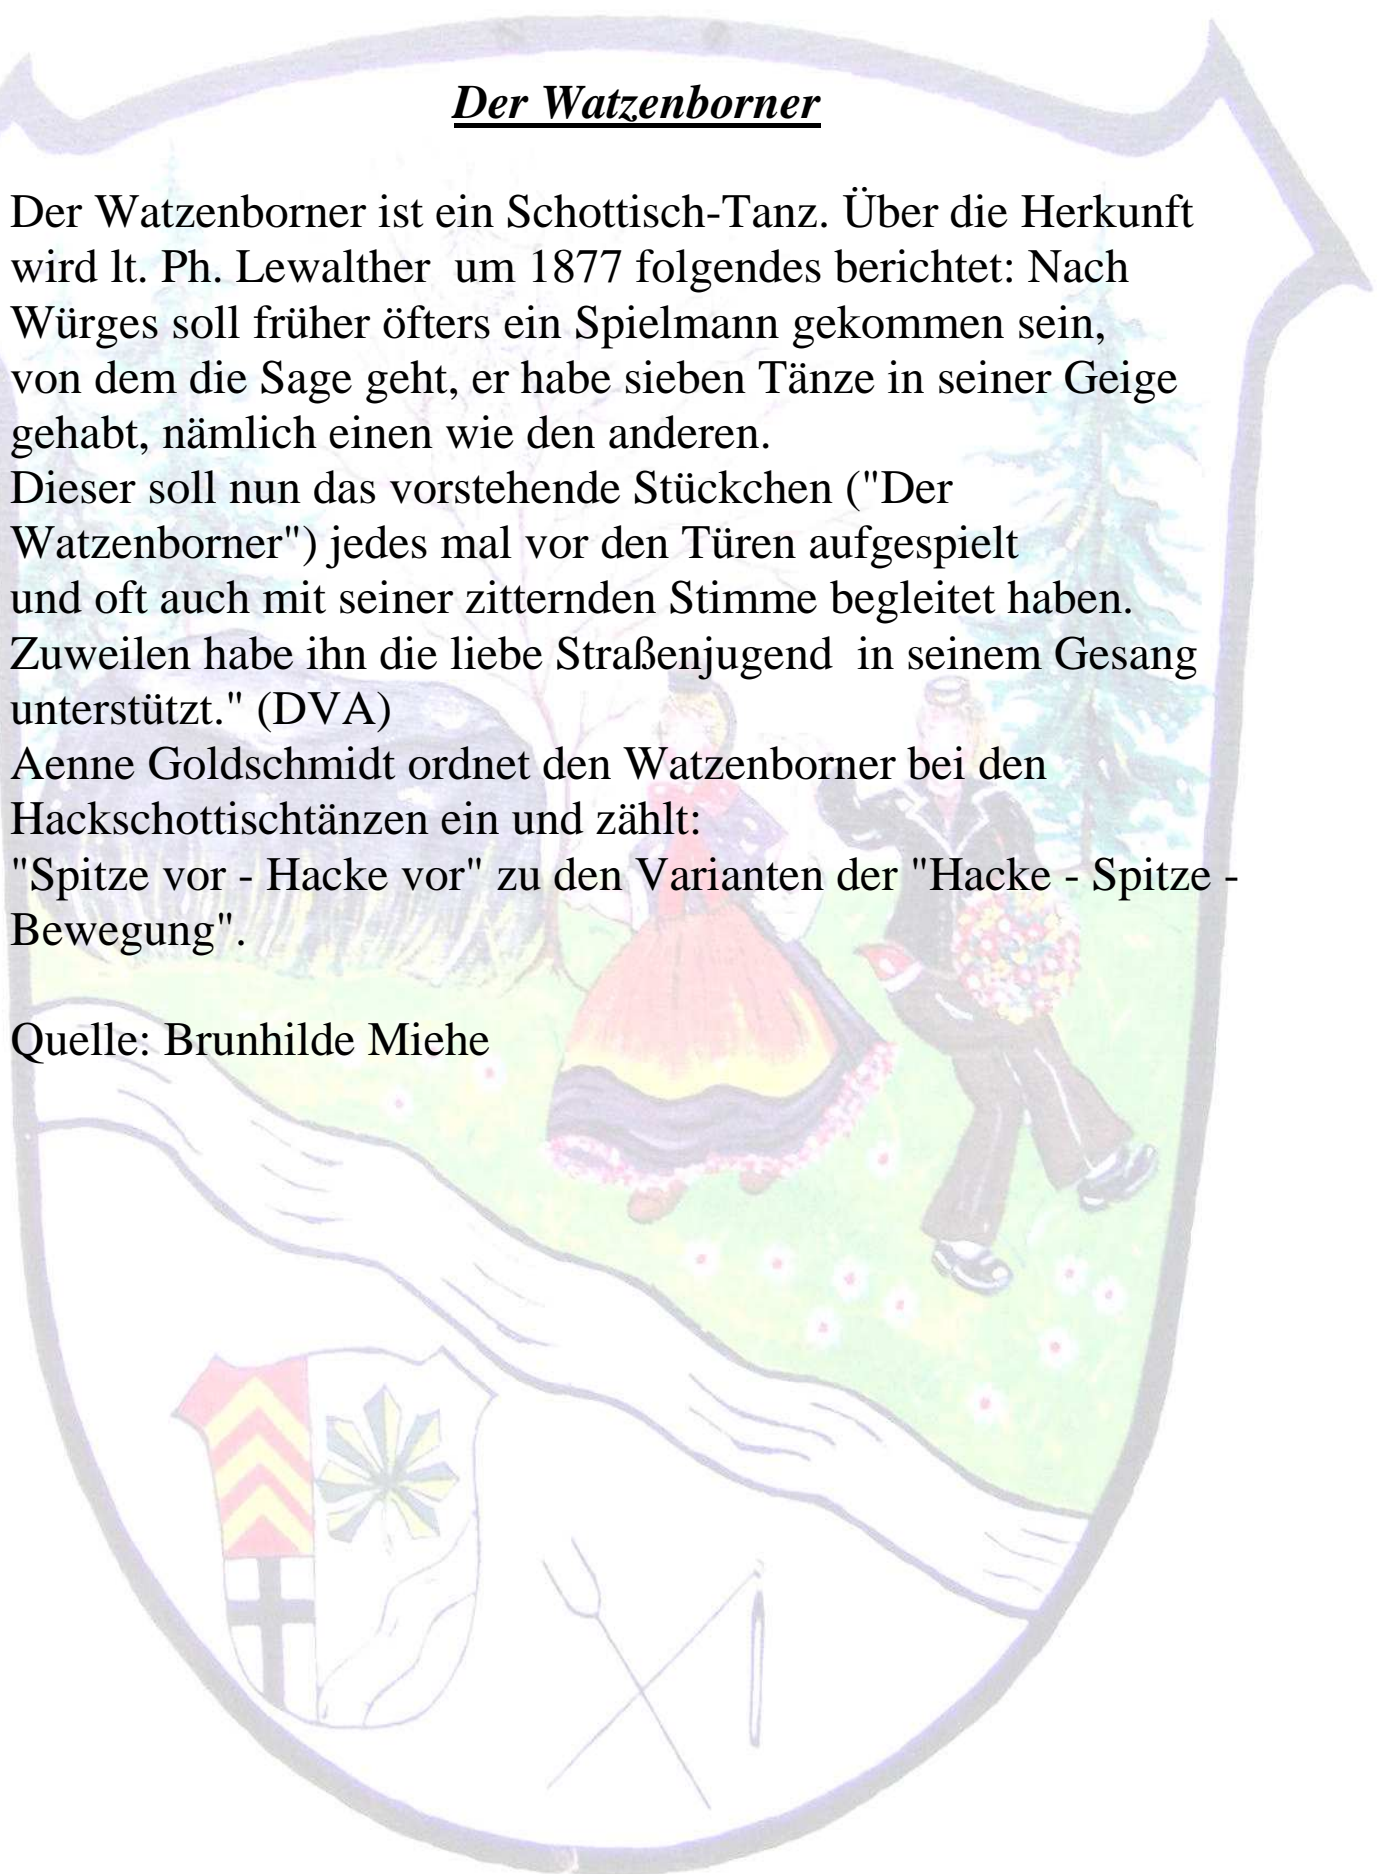 Der Watzenborner
Der Watzenborner ist ein Schottisch-Tanz. Über die Herkunft
wird lt. Ph. Lewalther  um 1877 folgendes berichtet: Nach
Würges soll früher öfters ein Spielmann gekommen sein,
von dem die Sage geht, er habe sieben Tänze in seiner Geige
gehabt, nämlich einen wie den anderen.
Dieser soll nun das vorstehende Stückchen ("Der
Watzenborner") jedes mal vor den Türen aufgespielt
und oft auch mit seiner zitternden Stimme begleitet haben.
Zuweilen habe ihn die liebe Straßenjugend  in seinem Gesang
unterstützt." (DVA)
Aenne Goldschmidt ordnet den Watzenborner bei den
Hackschottischtänzen ein und zählt:
"Spitze vor - Hacke vor" zu den Varianten der "Hacke - Spitze -
Bewegung".
Quelle: Brunhilde Miehe